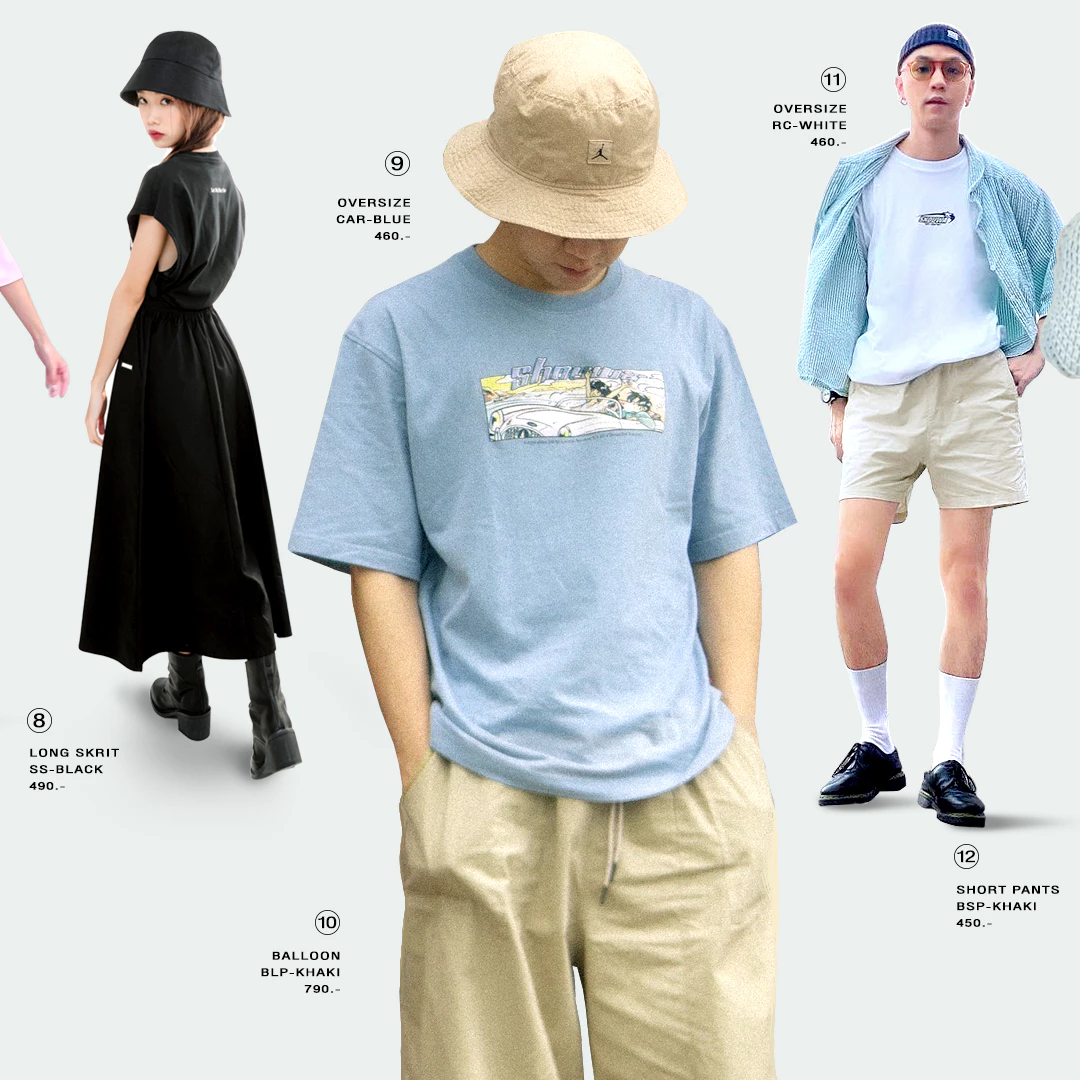 8
LONG SKRIT
SS-BLACK
490.-
9
OVERSIZE
CAR-BLUE
460.-
10
BALLOON
BLP-KHAKI
790.-
11
OVERSIZE
RC-WHITE
460.-
12
SHORT PANTS
BSP-KHAKI
450.-